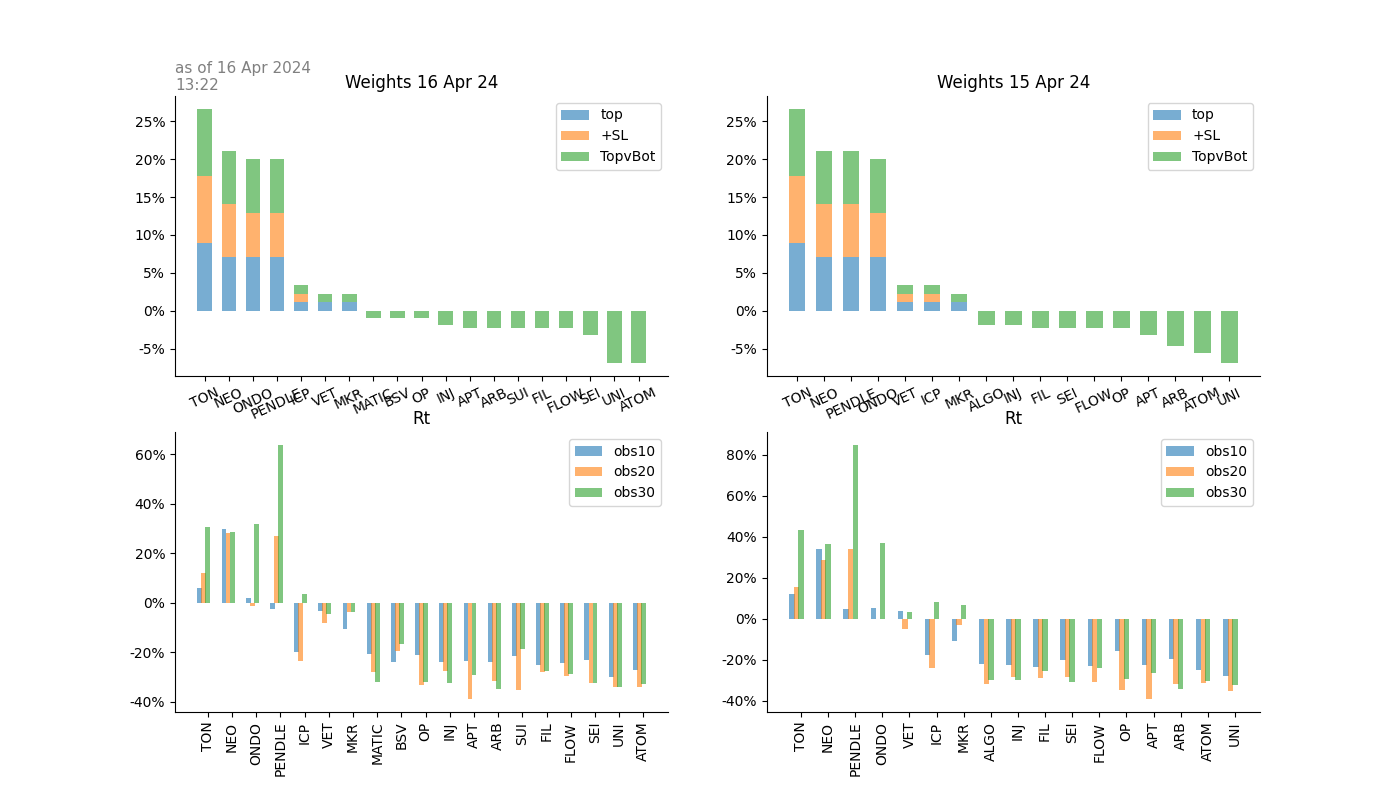 as of 16 Apr 2024
13:22
Weights 16 Apr 24
25%
20%
15%
10%
5%
0%
-5%
top
+SL
TopvBot
TON NEO ONDO PENDLE ICP VET MKR MATIC BSV OP INJ APT ARB SUI FIL FLOW SEI UNI ATOM
Weights 15 Apr 24
25%
20%
15%
10%
5%
0%
-5%
top
+SL
TopvBot
TON NEO PENDLE ONDO VET ICP MKR ALGO INJ FIL SEI FLOW OP APT ARB ATOM UNI
Rt
60%
40%
20%
0%
-20%
-40%
obs10
obs20
obs30
TON NEO ONDO PENDLE ICP VET MKR MATIC BSV OP INJ APT ARB SUI FIL FLOW SEI UNI ATOM
Rt
80%
60%
40%
20%
0%
-20%
-40%
obs10
obs20
obs30
TON NEO PENDLE ONDO VET ICP MKR ALGO INJ FIL SEI FLOW OP APT ARB ATOM UNI